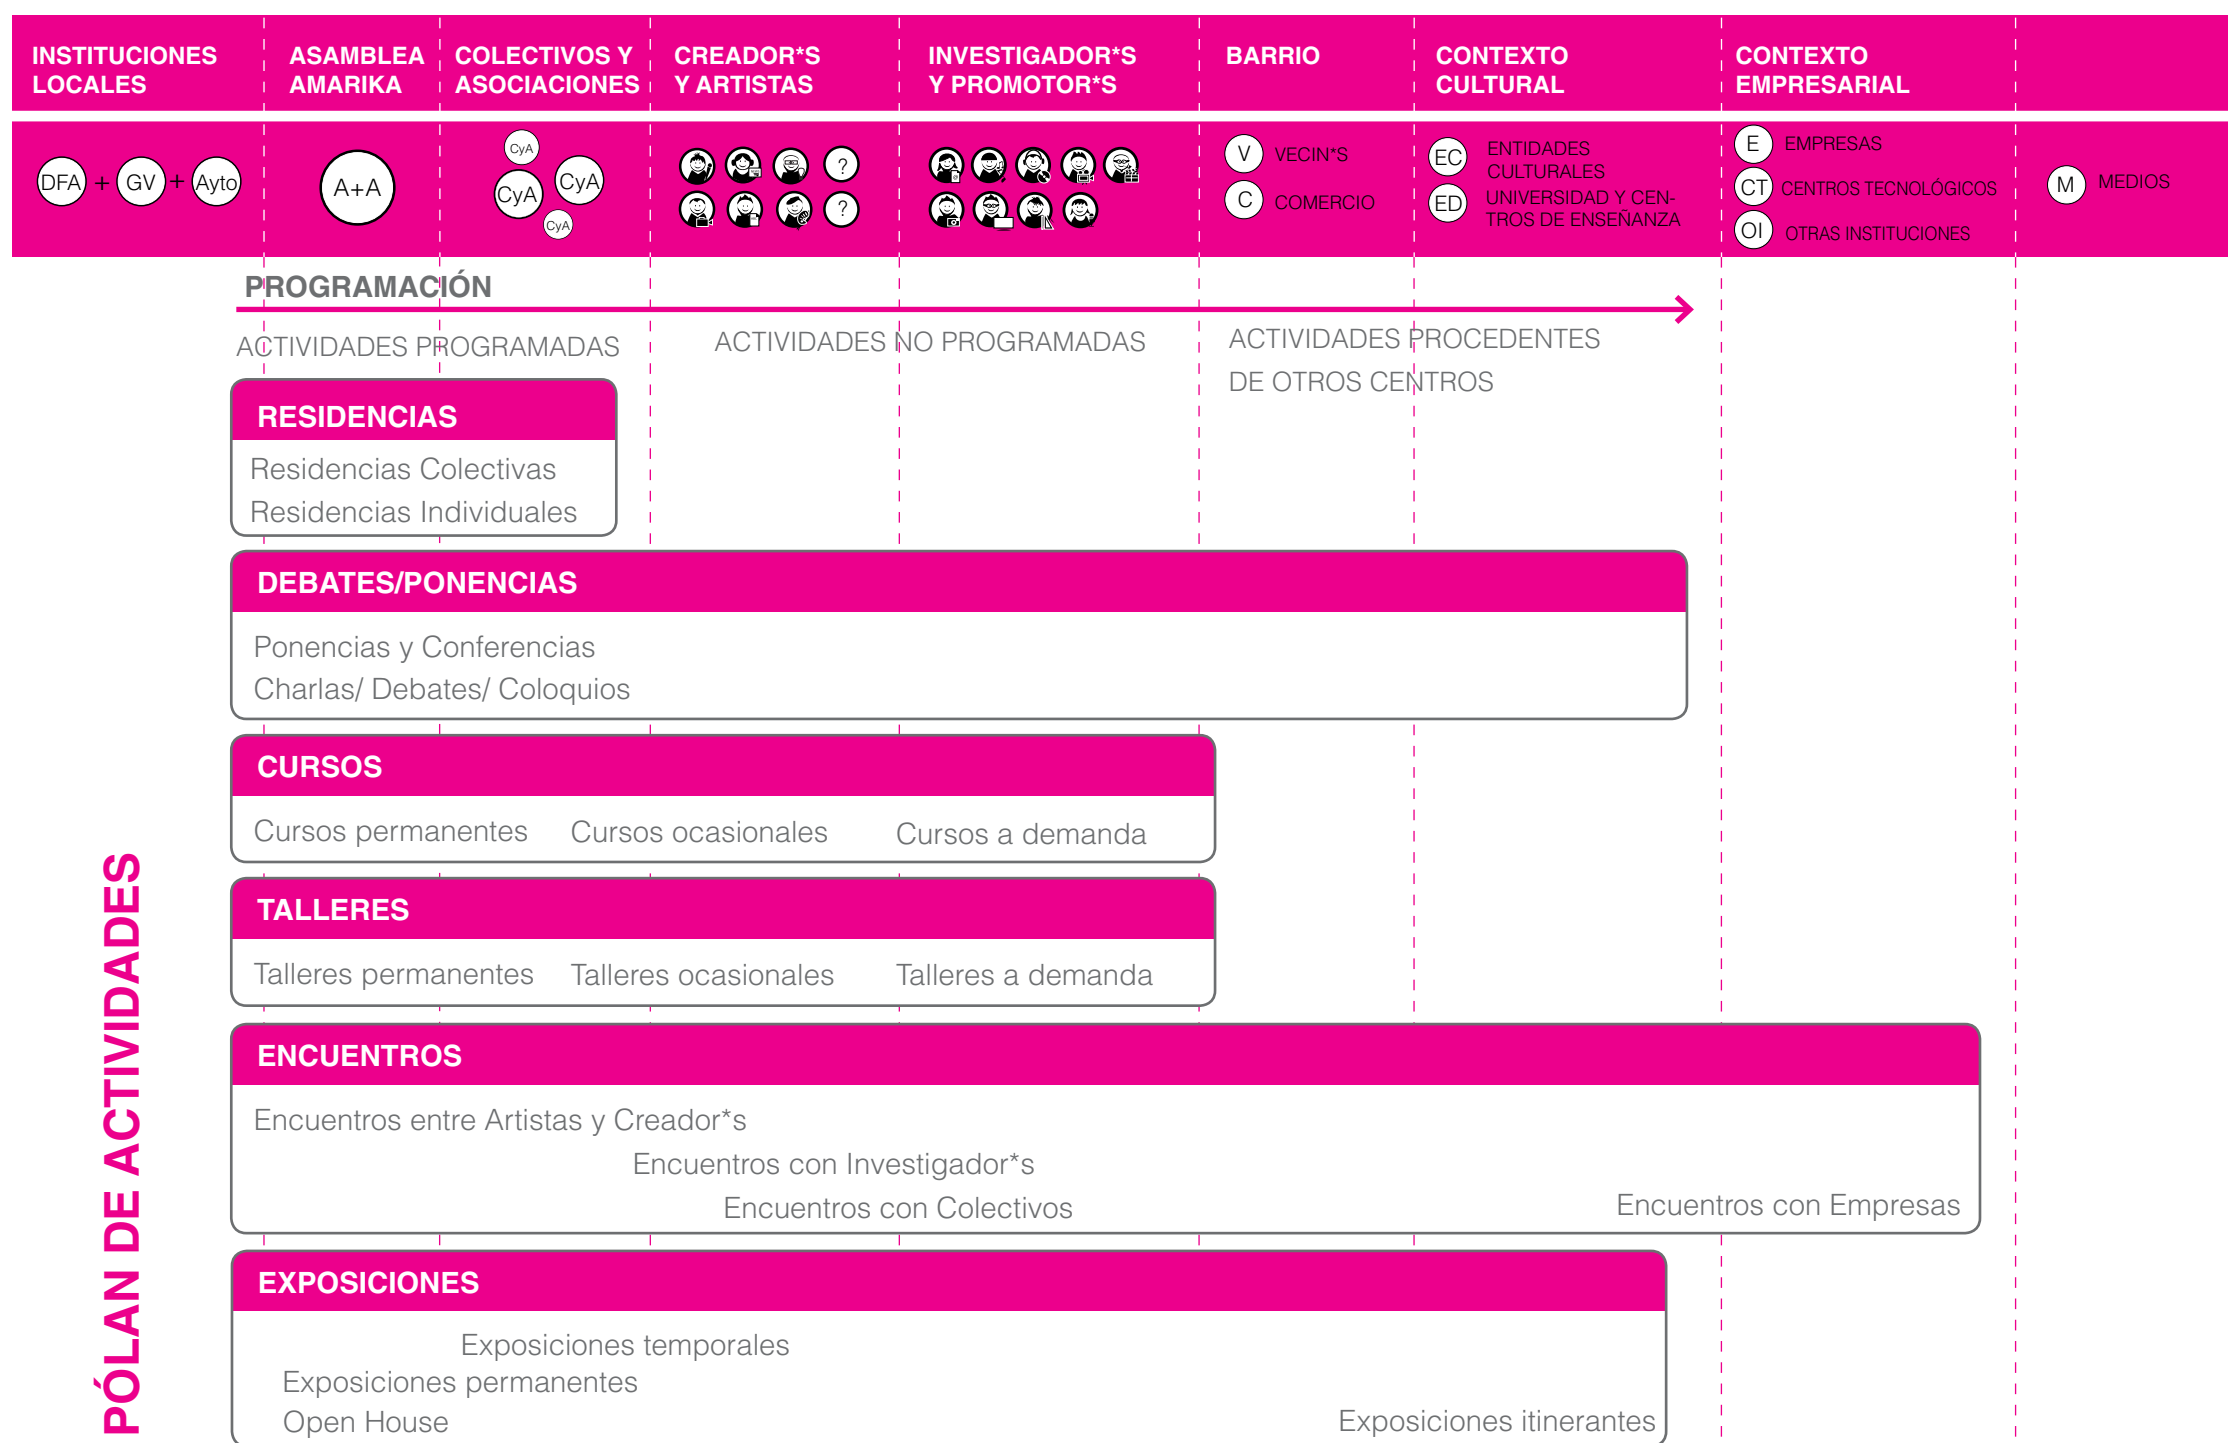 INSTITUCIONES
LOCALES
ASAMBLEA
AMARIKA
COLECTIVOS Y
ASOCIACIONES
CREADOR*S
Y ARTISTAS
INVESTIGADOR*S
Y PROMOTOR*S
BARRIO
CONTEXTO
CULTURAL
CONTEXTO
EMPRESARIAL
DFA + GV + Ayto
A+A
CyA
CyA
CyA
CyA
?
?
V VECIN*S
C COMERCIO
EC ENTIDADES
CULTURALES
ED UNIVERSIDAD Y CEN-
TROS DE ENSEÑANZA
E EMPRESAS
CT CENTROS TECNOLÓGICOS
OI OTRAS INSTITUCIONES
M MEDIOS
PROGRAMACIÓN
ACTIVIDADES PROGRAMADAS
ACTIVIDADES NO PROGRAMADAS
ACTIVIDADES PROCEDENTES
DE OTROS CENTROS
RESIDENCIAS
Residencias Colectivas
Residencias Individuales
DEBATES/PONENCIAS
Ponencias y Conferencias
Charlas/ Debates/ Coloquios
CURSOS
Cursos permanentes
Cursos ocasionales
Cursos a demanda
TALLERES
Talleres permanentes
Talleres ocasionales
Talleres a demanda
ENCUENTROS
Encuentros entre Artistas y Creador*s
Encuentros con Investigador*s
Encuentros con Colectivos
Encuentros con Empresas
EXPOSICIONES
Exposiciones temporales
Exposiciones permanentes
Open House
Exposiciones itinerantes
PÓLAN DE ACTIVIDADES